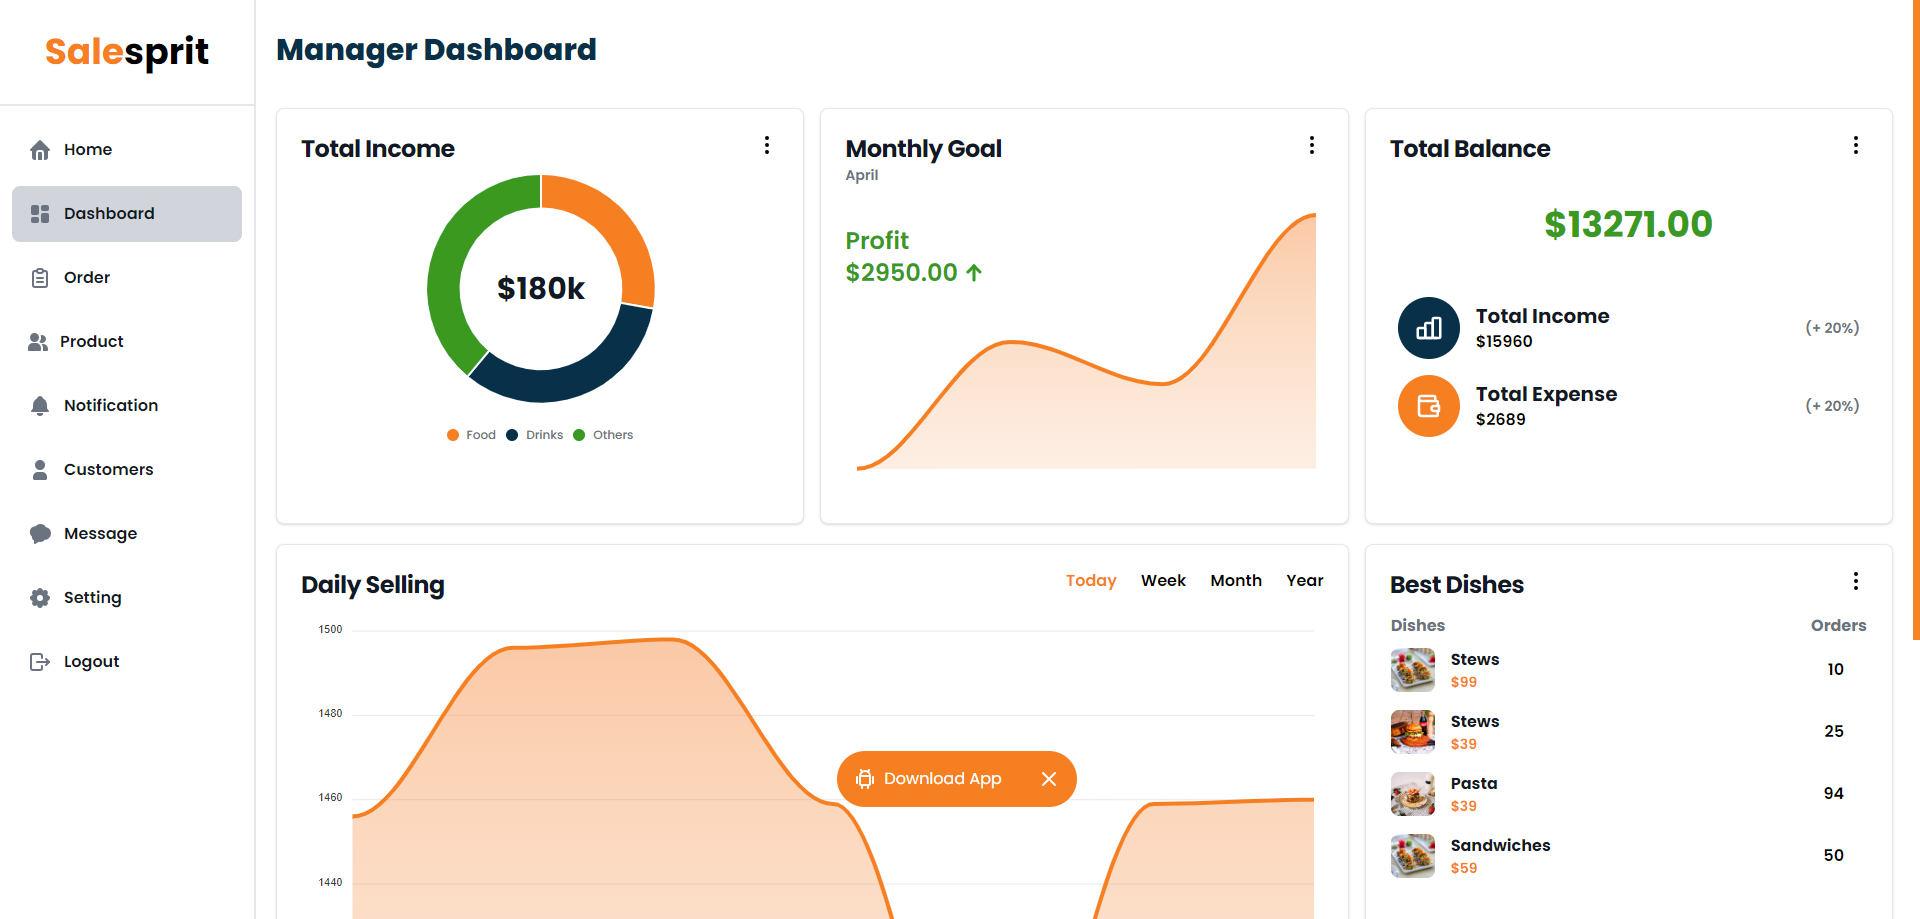 Salesprit
Home
Dashboard
Order
Product
Notification
Customers
Message
Setting
Logout
Manager Dashboard
Total Income
$180k
Food Drinks Others
Monthly Goal
April
Profit
$2950.00
Total Balance
$13271.00
Total Income
$15960
(+ 20%)
Total Expense
$2689
(+ 20%)
Daily Selling
Today Week Month Year
1500
1480
1460
1440
Download App
Best Dishes
Dishes Orders
Stews
$99
10
Stews
$39
25
Pasta
$39
94
Sandwiches
$59
50